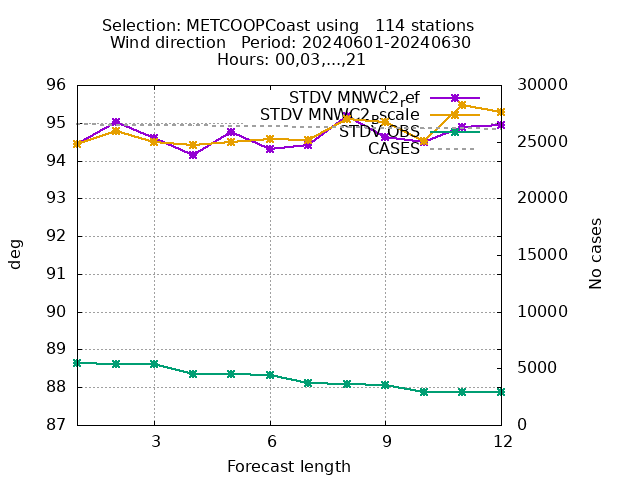 Selection: METCOOPCoast using   114 stations
Wind direction   Period: 20240601-20240630
Hours: 00,03,...,21
96 30000
STDV MNWC2_ref
STDV MNWC2_Bscale
95 STDV OBS 25000
94 CASES
93 20000
92
91 15000
90 10000
89
88 5000
87 0
3 6 9 12
Forecast length
deg
No cases